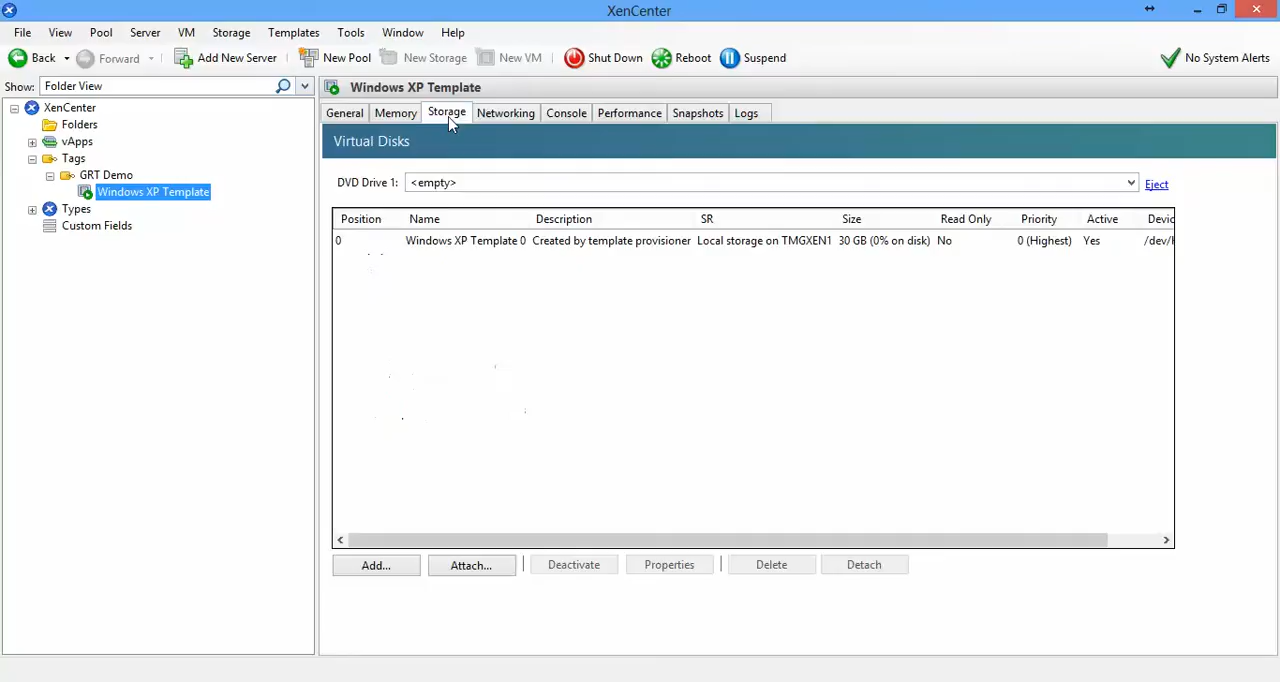 XenCenter
File View Pool Server VM Storage Templates Tools Window Help
Back Forward Add New Server New Pool New Storage New VM Shut Down Reboot Suspend No System Alerts
Show: Folder View
XenCenter
Folders
vApps
Tags
GRT Demo
Windows XP Template
Types
Custom Fields
Windows XP Template
General Memory Storage Networking Console Performance Snapshots Logs
Virtual Disks
DVD Drive 1: <empty> Eject
Position Name Description SR Size Read Only Priority Active Devic
0 Windows XP Template 0 Created by template provisioner Local storage on TMGXEN1 30 GB (0% on disk) No 0 (Highest) Yes /dev/
Add... Attach... Deactivate Properties Delete Detach